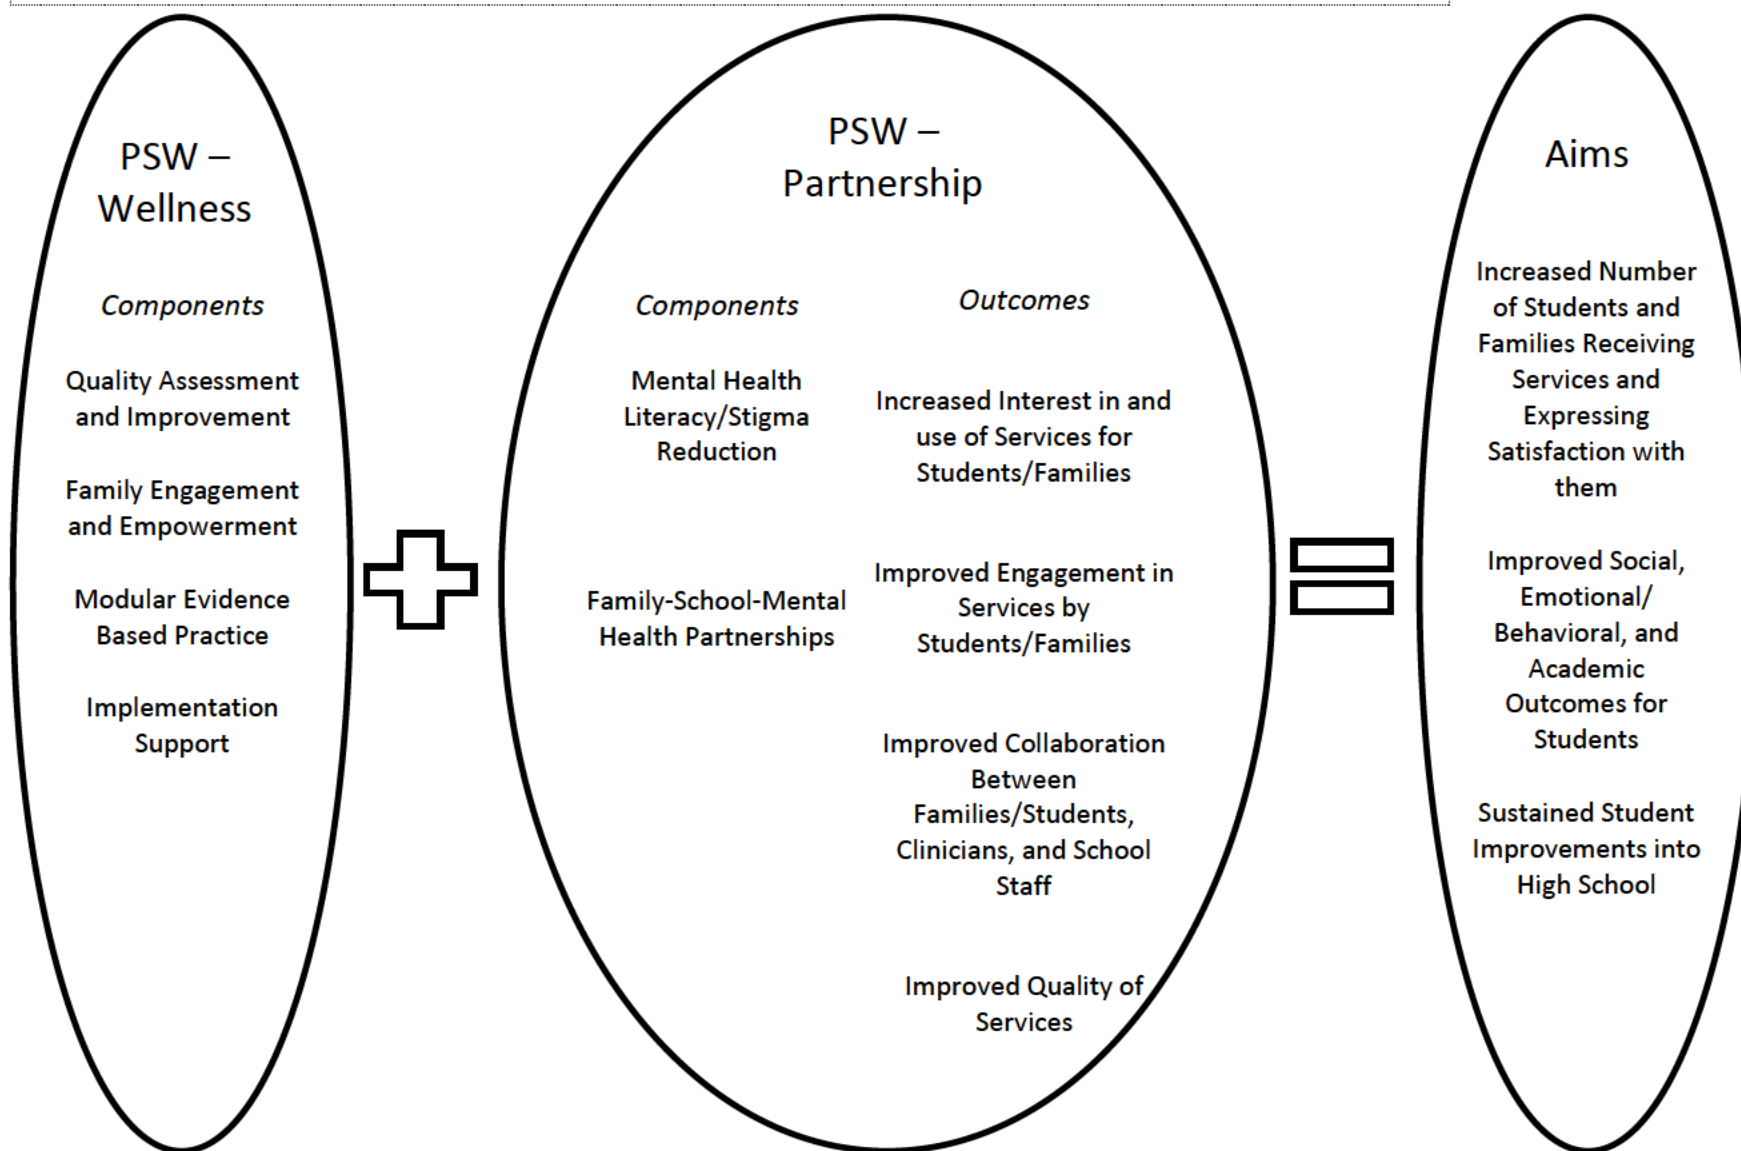 PSW –
Wellness
Components
Quality Assessment
and Improvement
Family Engagement
and Empowerment
Modular Evidence
Based Practice
Implementation
Support
PSW –
Partnership
Components
Mental Health
Literacy/Stigma
Reduction
Family-School-Mental
Health Partnerships
Outcomes
Increased Interest in and
use of Services for
Students/Families
Improved Engagement in
Services by
Students/Families
Improved Collaboration
Between
Families/Students,
Clinicians, and School
Staff
Improved Quality of
Services
Aims
Increased Number
of Students and
Families Receiving
Services and
Expressing
Satisfaction with
them
Improved Social,
Emotional/
Behavioral, and
Academic
Outcomes for
Students
Sustained Student
Improvements into
High School